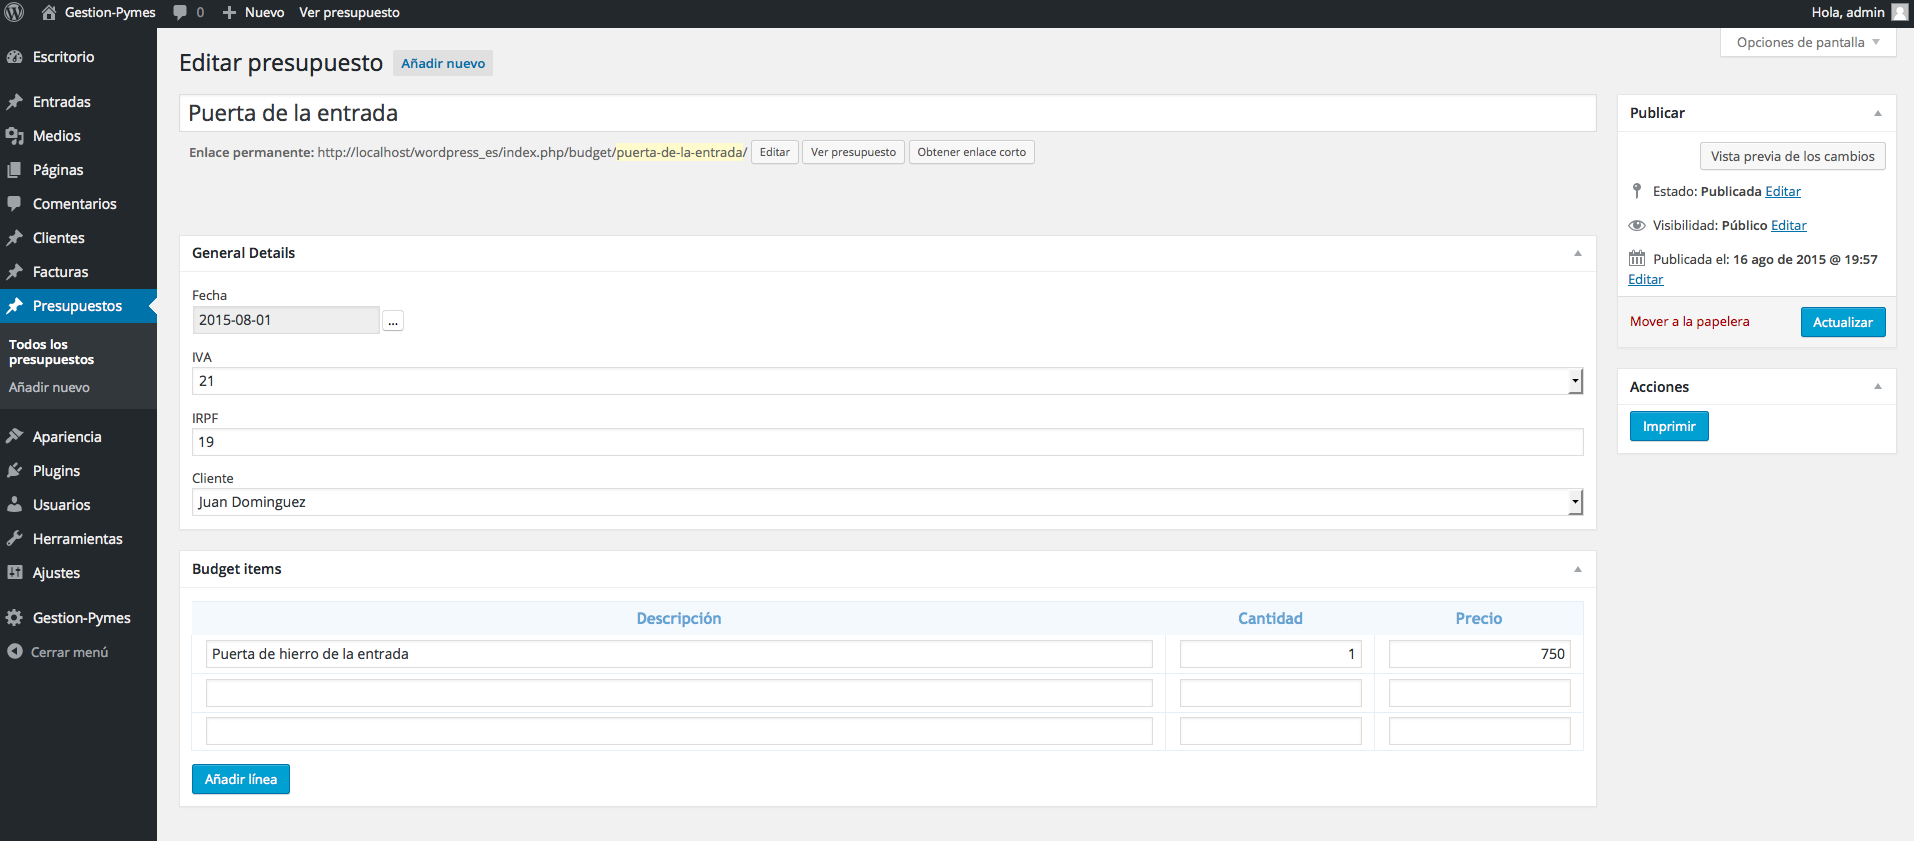 Gestion-Pymes 0 Nuevo Ver presupuesto Hola, admin
Opciones de pantalla
Escritorio
Entradas
Medios
Páginas
Comentarios
Clientes
Facturas
Presupuestos
Todos los
presupuestos
Añadir nuevo
Apariencia
Plugins
Usuarios
Herramientas
Ajustes
Gestion-Pymes
Cerrar menú
Editar presupuesto Añadir nuevo
Puerta de la entrada
Enlace permanente: http://localhost/wordpress_es/index.php/budget/puerta-de-la-entrada/ Editar Ver presupuesto Obtener enlace corto
General Details
Fecha
2015-08-01 ...
IVA
21
IRPF
19
Cliente
Juan Dominguez
Budget items
Descripción Cantidad Precio
Puerta de hierro de la entrada 1 750
Añadir línea
Publicar
Vista previa de los cambios
Estado: Publicada Editar
Visibilidad: Público Editar
Publicada el: 16 ago de 2015 @ 19:57
Editar
Mover a la papelera Actualizar
Acciones
Imprimir